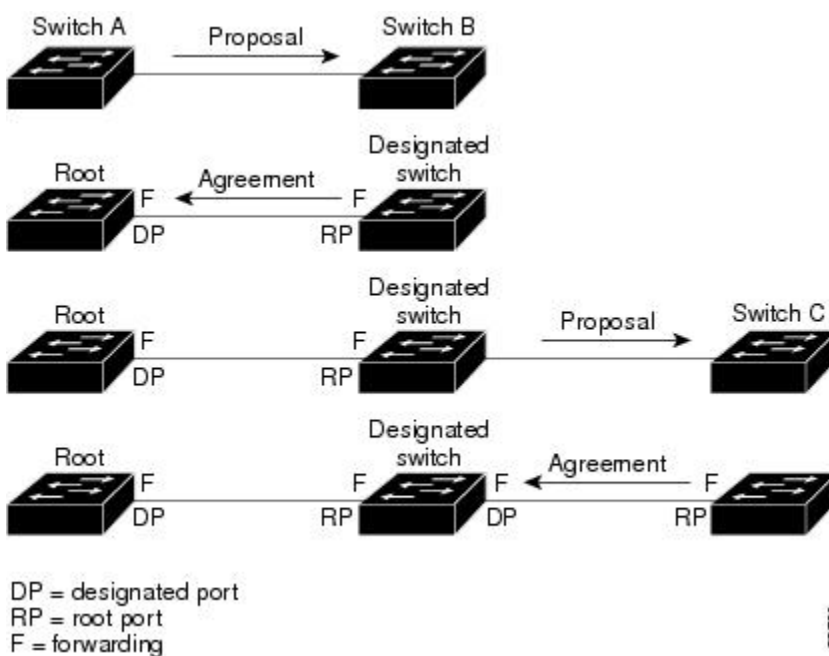 Switch A
Proposal
Switch B
Root
F
Agreement
F
Designated
switch
DP
RP
Root
F
F
Designated
switch
Proposal
Switch C
DP
RP
Root
F
F
Designated
switch
F
Agreement
F
DP
RP
DP
RP
DP = designated port
RP = root port
F = forwarding